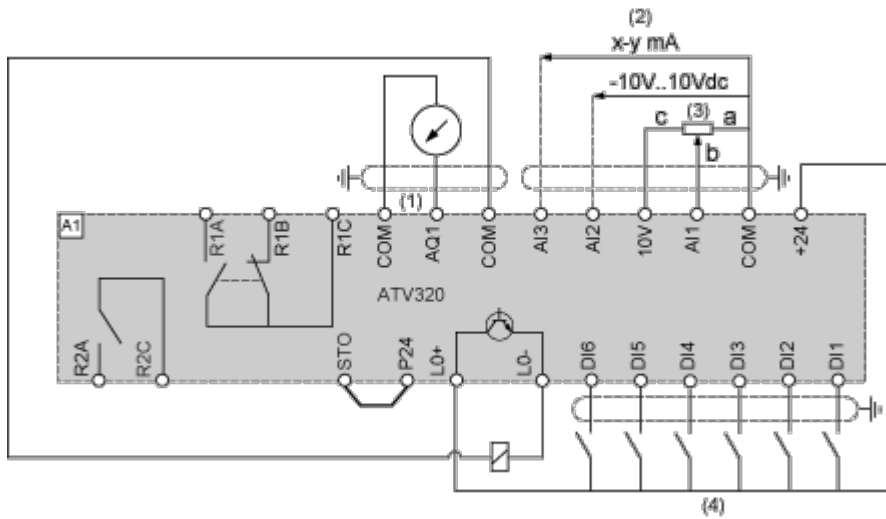 (2)
x-y mA
-10V..10Vdc
c (3) a
b
(1)
A1
R1A R1B R1C COM AQ1 COM AI3 AI2 10V AI1 COM +24
ATV320
R2A R2C STO P24 L0+ L0- DI6 DI5 DI4 DI3 DI2 DI1
(4)